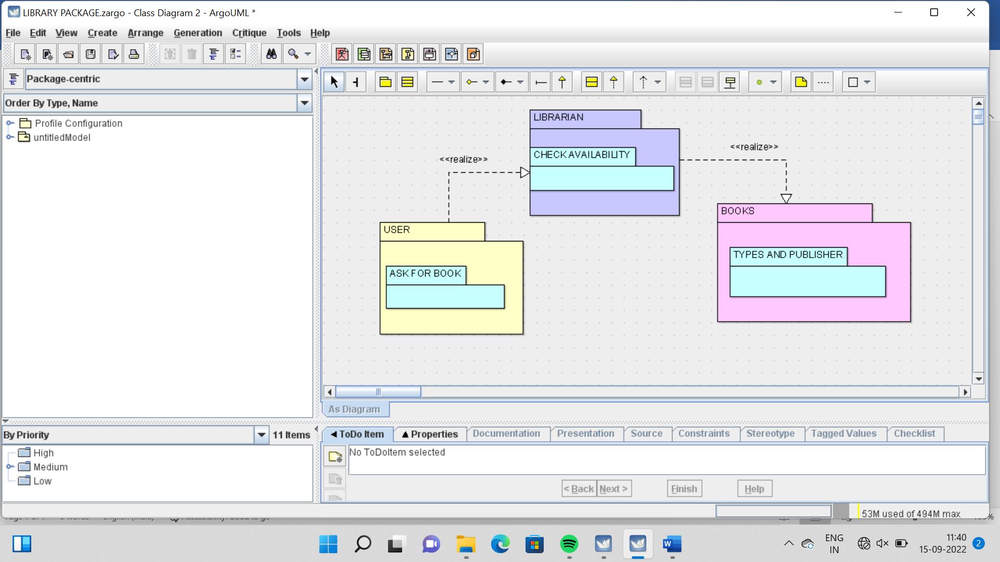 LIBRARY PACKAGE.zargo - Class Diagram 2 - ArgoUML *
File Edit View Create Arrange Generation Critique Tools Help
Package-centric
Order By Type, Name
Profile Configuration
untitledModel
LIBRARIAN
CHECK AVAILABILITY
<<realize>>
<<realize>>
BOOKS
TYPES AND PUBLISHER
USER
ASK FOR BOOK
As Diagram
By Priority
11 Items
High
Medium
Low
ToDo Item Properties Documentation Presentation Source Constraints Stereotype Tagged Values Checklist
No ToDoItem selected
< Back Next > Finish Help
53M used of 494M max
ENG
IN
11:40
15-09-2022
2